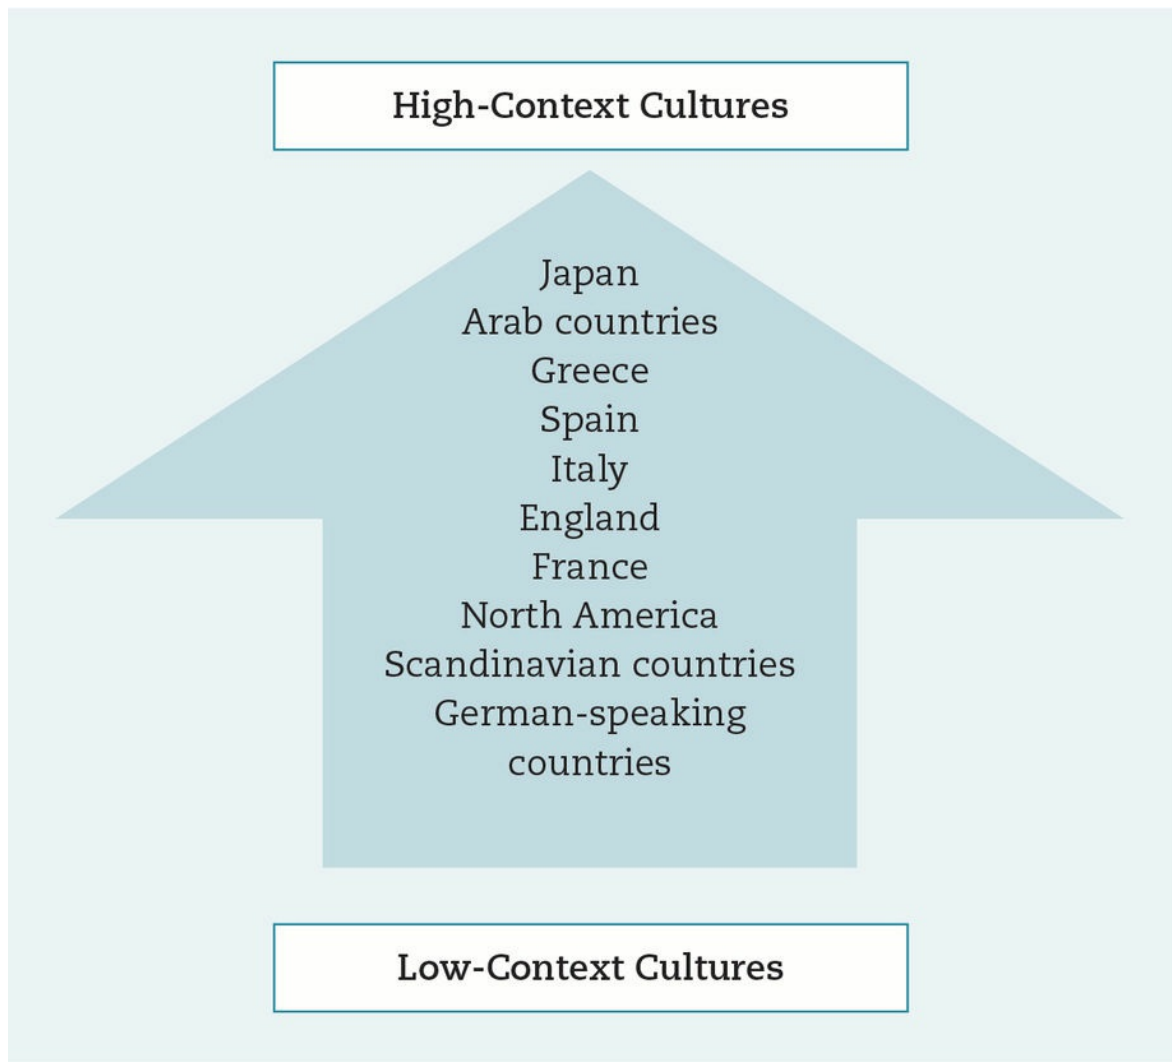 High-Context Cultures
Japan
Arab countries
Greece
Spain
Italy
England
France
North America
Scandinavian countries
German-speaking
countries
Low-Context Cultures